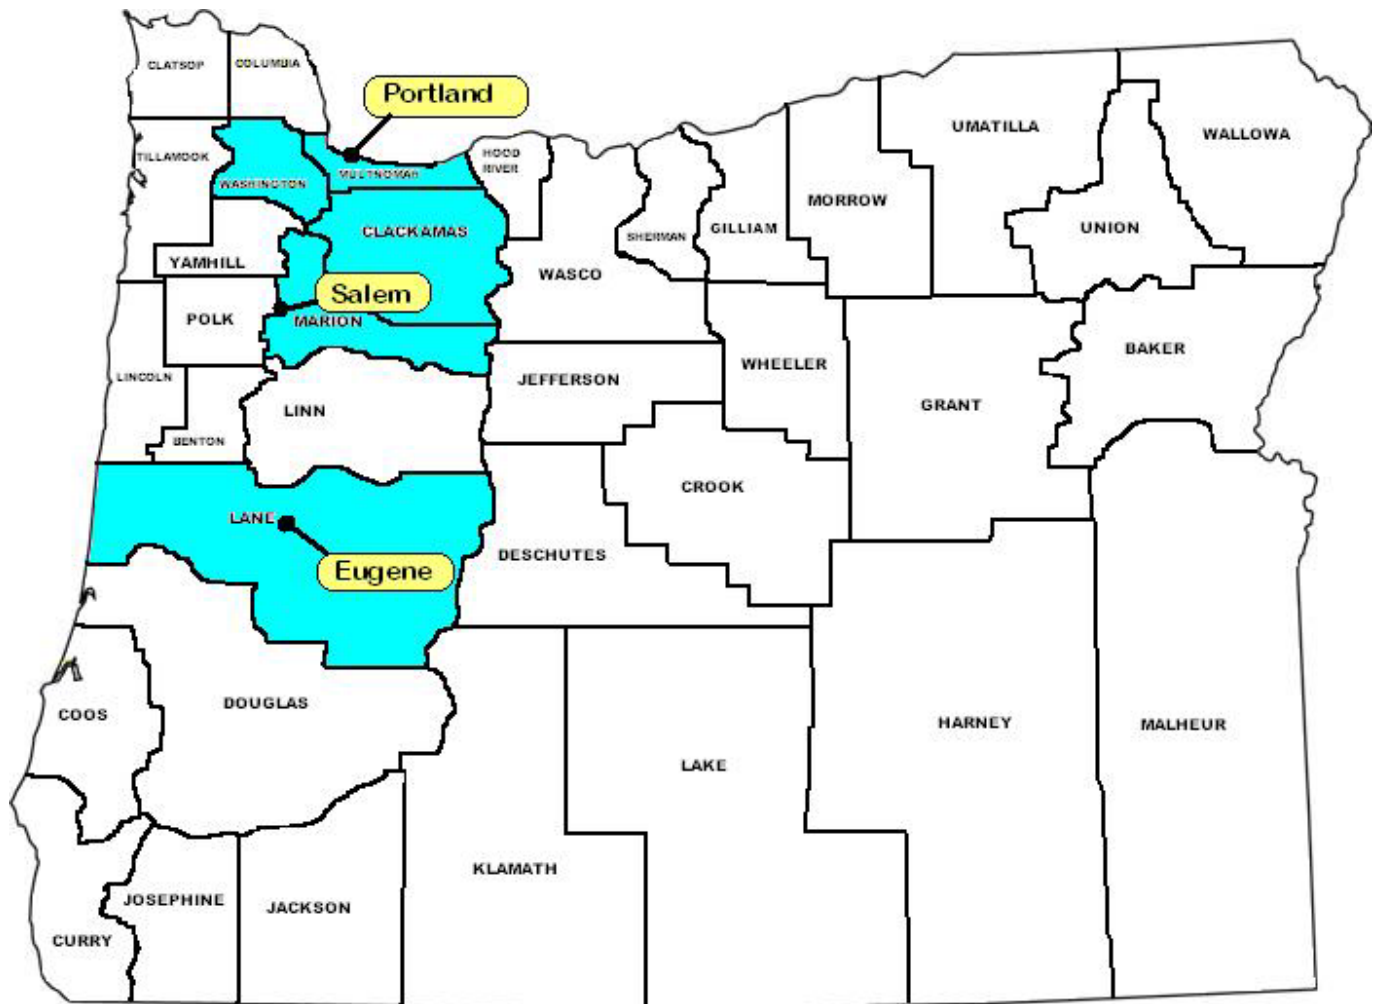 CLATSOP
COLUMBIA
Portland
TILLAMOOK
WASHINGTON
MULTNOMAH
HOOD
RIVER
UMATILLA
WALLOWA
MORROW
GILLIAM
SHERMAN
UNION
CLACKAMAS
YAMHILL
WASCO
Salem
POLK
MARION
BAKER
WHEELER
JEFFERSON
LINCOLN
GRANT
LINN
BENTON
CROOK
LANE
DESCHUTES
Eugene
DOUGLAS
COOS
HARNEY
MALHEUR
LAKE
KLAMATH
JOSEPHINE
JACKSON
CURRY